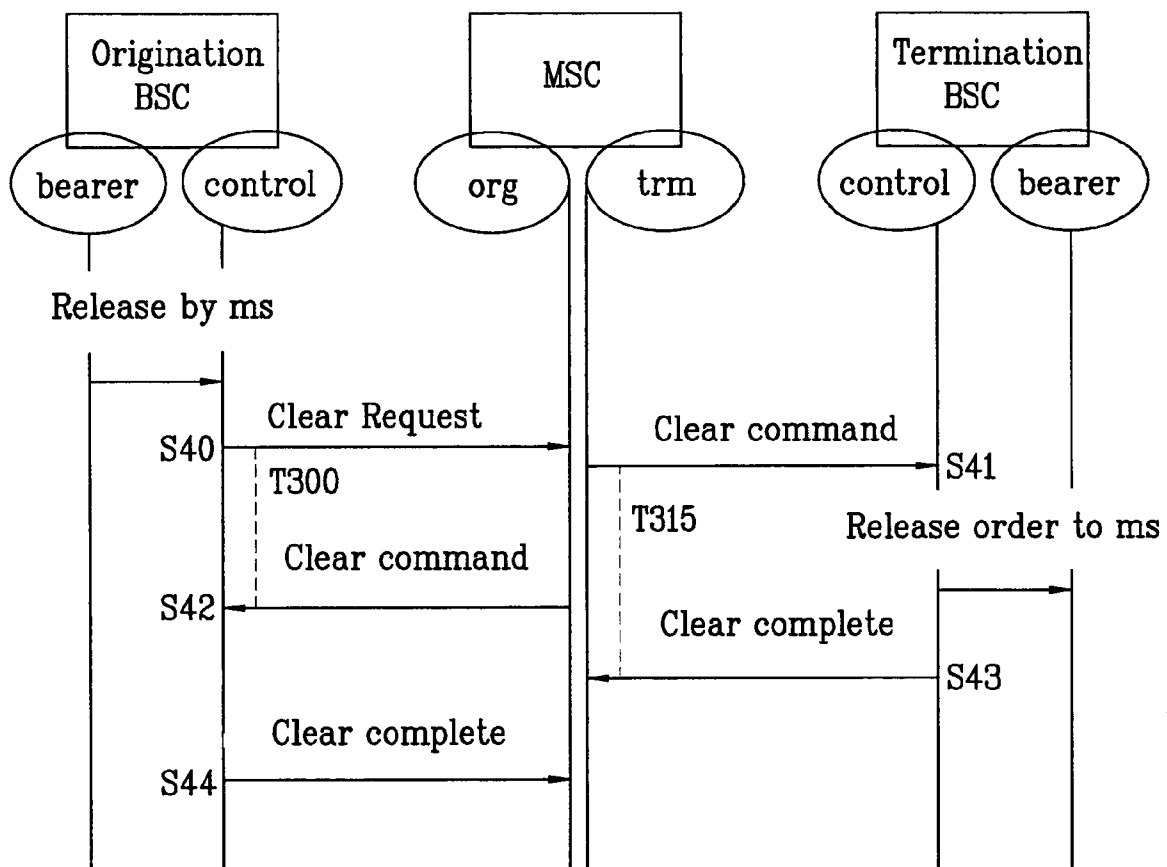 Origination
BSC
MSC
Termination
BSC
bearer
control
org
trm
control
bearer
Release by ms
Clear Request
S40
T300
Clear command
S41
T315
Release order to ms
Clear command
S42
Clear complete
S43
Clear complete
S44